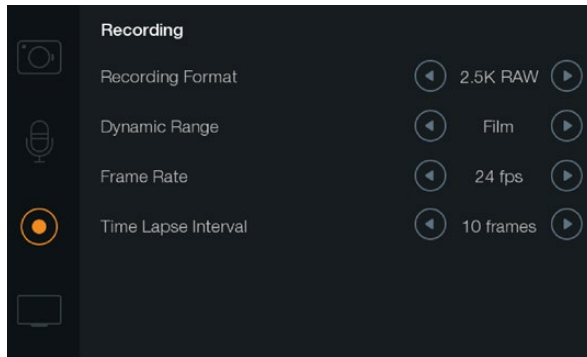 Recording
Recording Format 2.5K RAW
Dynamic Range Film
Frame Rate 24 fps
Time Lapse Interval 10 frames